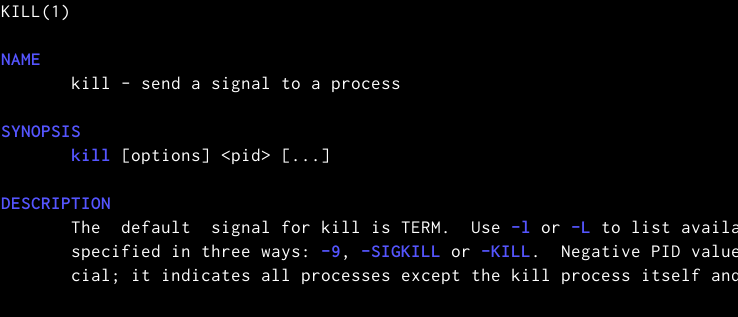 KILL(1)
NAME
kill - send a signal to a process
SYNOPSIS
kill [options] <pid> [...]
DESCRIPTION
The default signal for kill is TERM. Use -l or -L to list availa
specified in three ways: -9, -SIGKILL or -KILL. Negative PID value
cial; it indicates all processes except the kill process itself and